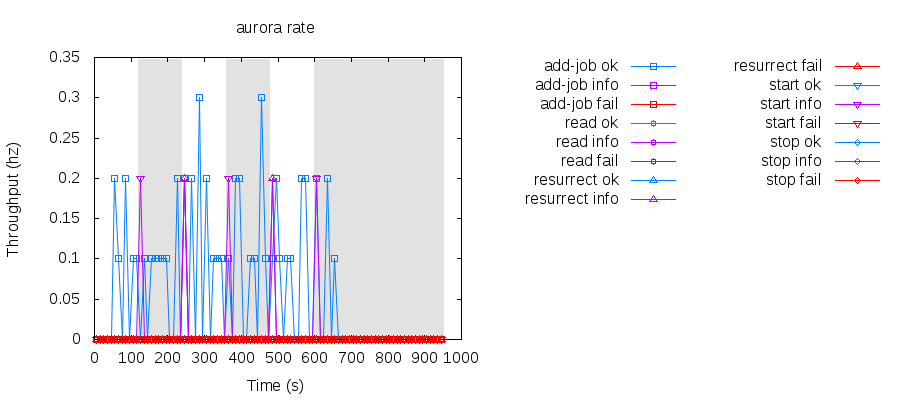 aurora rate
0.35
0.3
0.25
0.2
0.15
0.1
0.05
0
Throughput (hz)
0 100 200 300 400 500 600 700 800 900 1000
Time (s)
add-job ok
add-job info
add-job fail
read ok
read info
read fail
resurrect ok
resurrect info
resurrect fail
start ok
start info
start fail
stop ok
stop info
stop fail